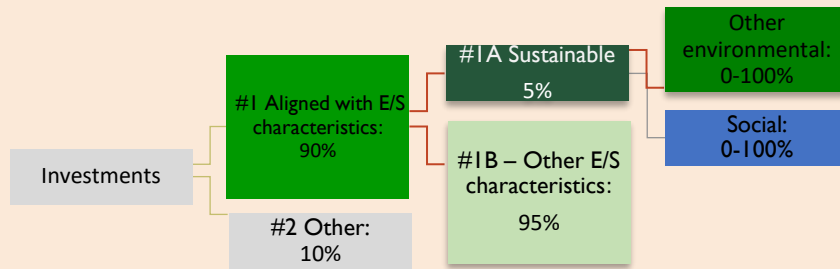 Investments
#1 Aligned with E/S
characteristics:
90%
#2 Other:
10%
#1A Sustainable
5%
#1B – Other E/S
characteristics:
95%
Other
environmental:
0-100%
Social:
0-100%